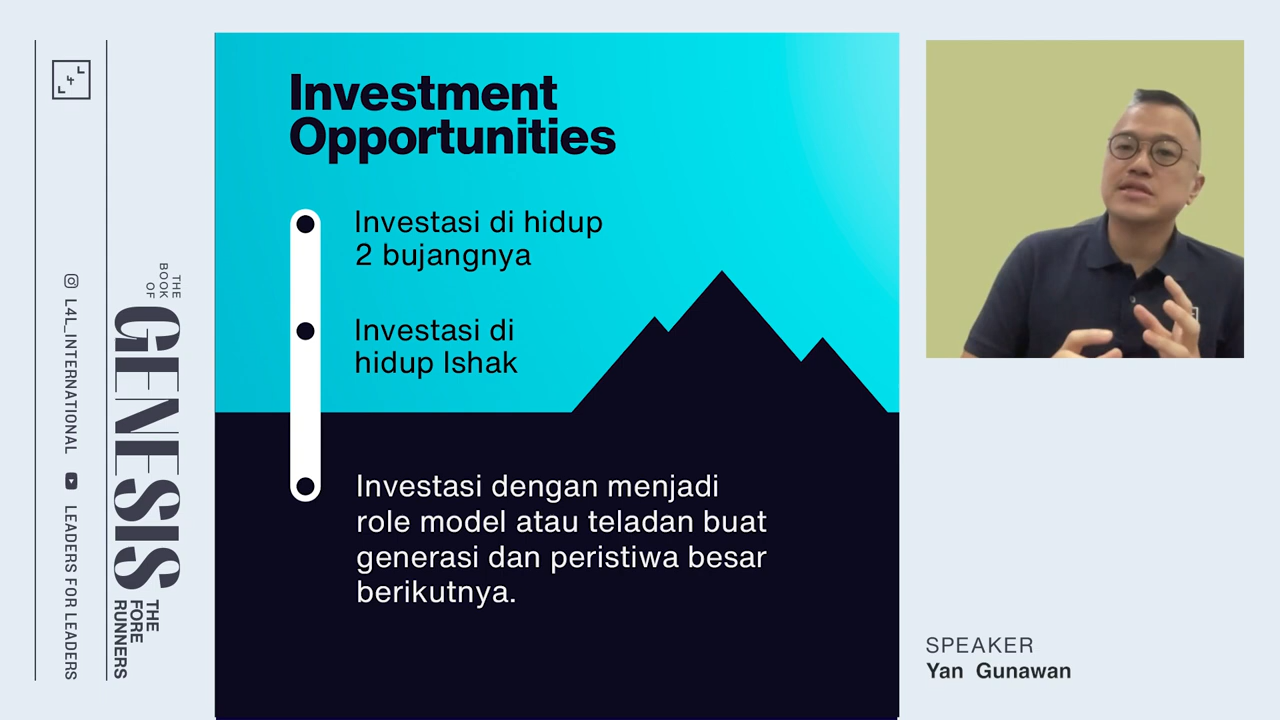 L4L_INTERNATIONAL
LEADERS FOR LEADERS
THE
BOOK
OF
GENESIS
THE
FORE
RUNNERS
Investment
Opportunities
Investasi di hidup
2 bujangnya
Investasi di
hidup Ishak
Investasi dengan menjadi
role model atau teladan buat
generasi dan peristiwa besar
berikutnya.
SPEAKER
Yan Gunawan